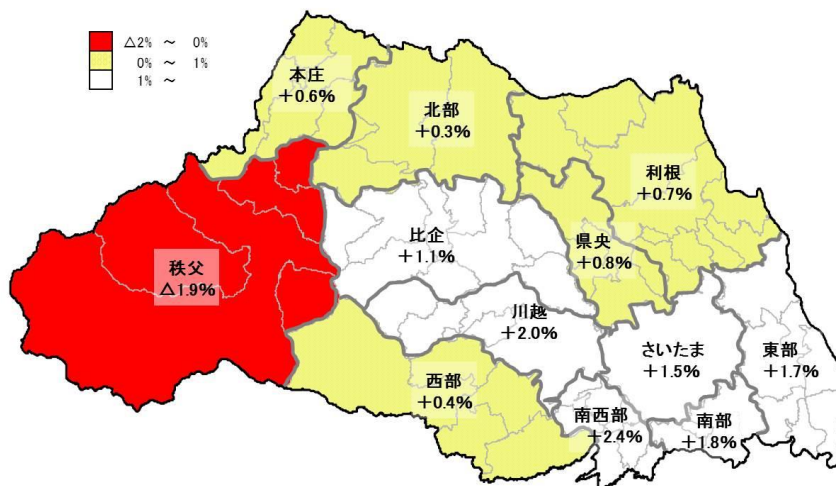 △2% ～ 0%
0% ～ 1%
1% ～
本庄
+0.6%
北部
+0.3%
利根
+0.7%
県央
+0.8%
比企
+1.1%
秩父
△1.9%
川越
+2.0%
さいたま
+1.5%
東部
+1.7%
西部
+0.4%
南西部
+2.4%
南部
+1.8%